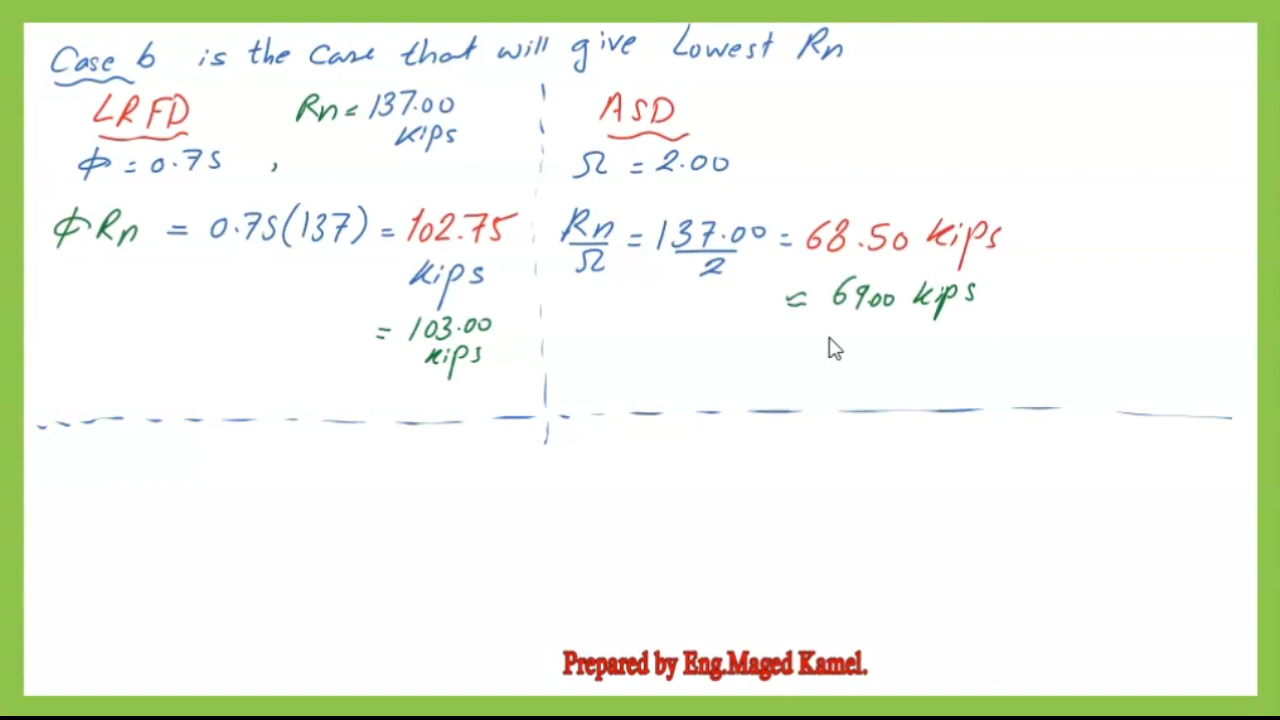 Case b is the case that will give Lowest Rn
LRFD
Rn = 137.00
kips
Φ = 0.75 ,
ΦRn = 0.75(137) = 102.75
kips
= 103.00
kips
ASD
Ω = 2.00
Rn/Ω = 137.00/2 = 68.50 kips
≈ 69.00 kips
Prepared by Eng.Maged Kamel.